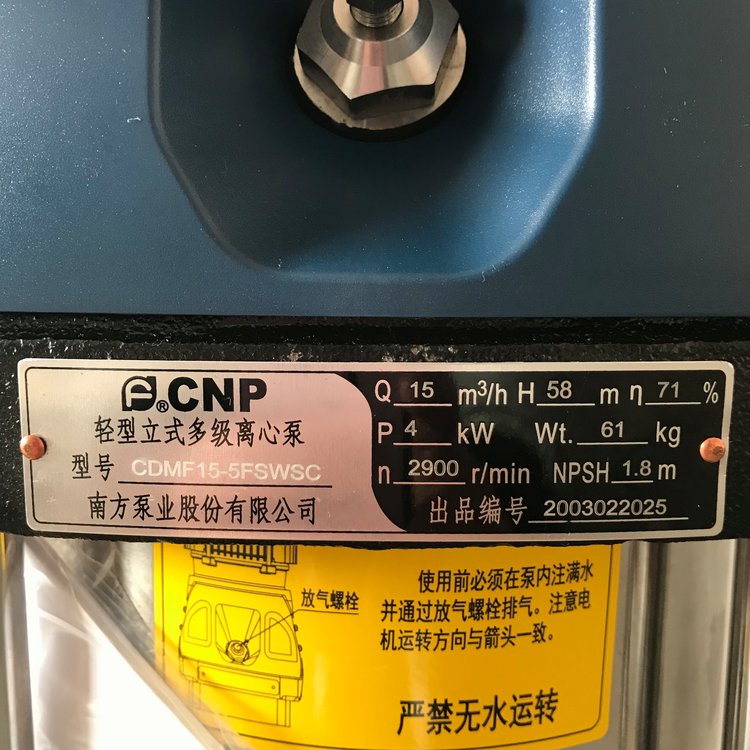 ®CNP
轻型立式多级离心泵
型号 CDMF15-5FSWSC
南方泵业股份有限公司
Q 15 m³/h H 58 m η 71 %
P 4 kW Wt. 61 kg
n 2900 r/min NPSH 1.8 m
出品编号 2003022025
放气螺栓
使用前必须在泵内注满水
并通过放气螺栓排气。注意电
机运转方向与箭头一致。
严禁无水运转